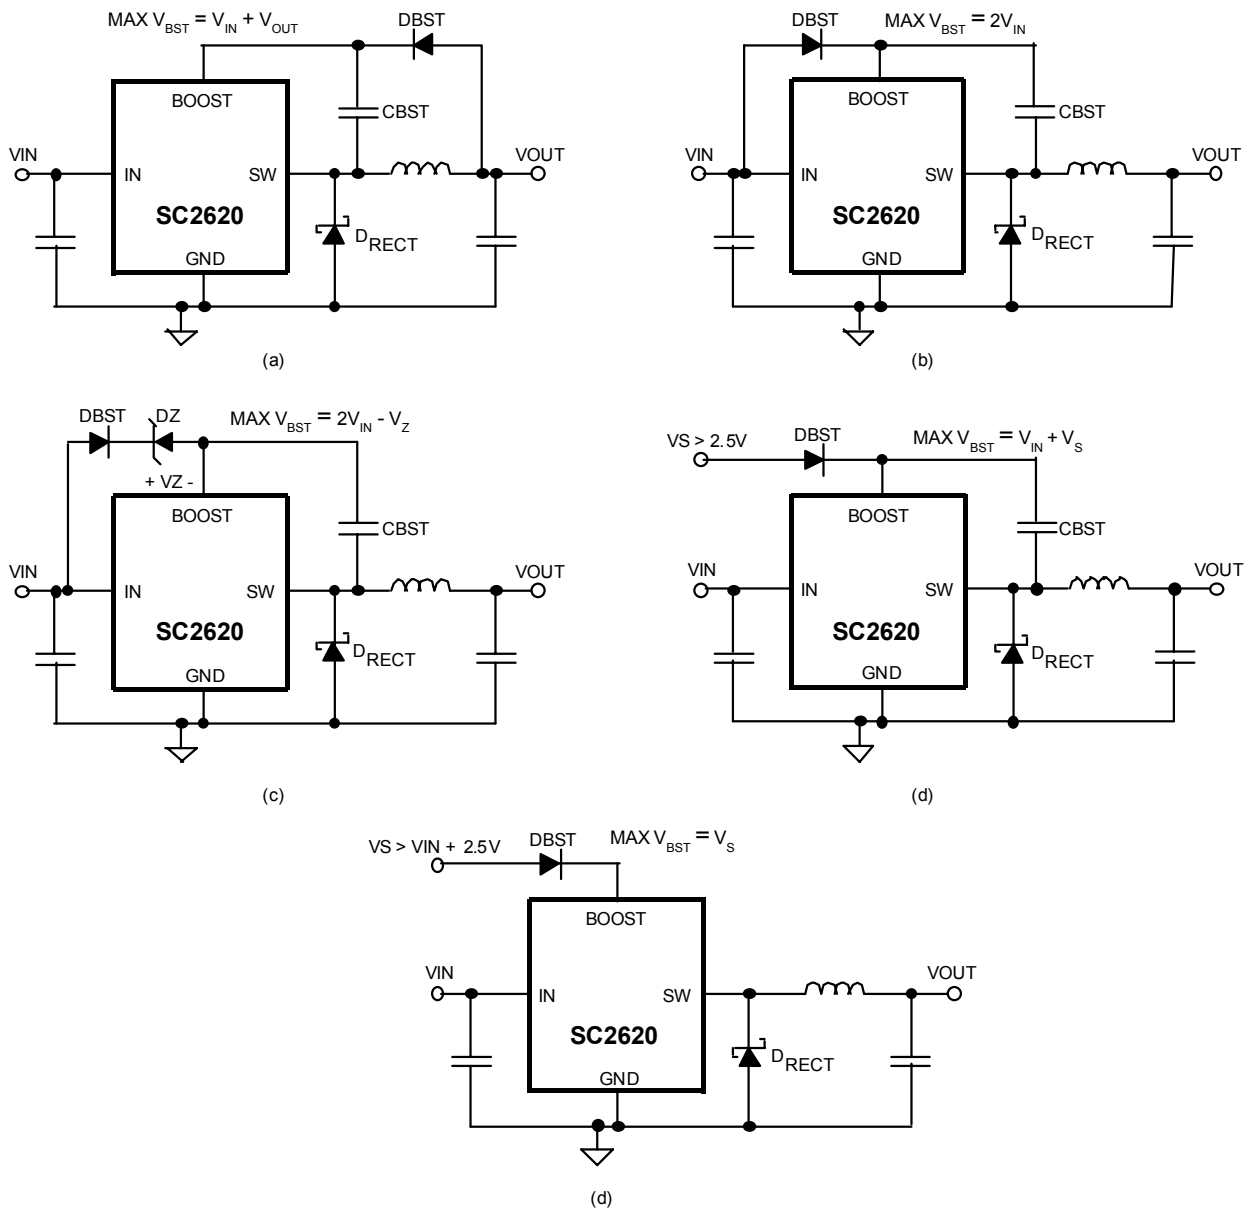 MAX V_BST = V_IN + V_OUT
DBST
BOOST
CBST
VIN
IN
SW
VOUT
SC2620
D_RECT
GND
(a)
DBST
MAX V_BST = 2V_IN
BOOST
CBST
VIN
IN
SW
VOUT
SC2620
D_RECT
GND
(b)
DBST
DZ
MAX V_BST = 2V_IN - V_Z
+ VZ -
BOOST
CBST
VIN
IN
SW
VOUT
SC2620
D_RECT
GND
(c)
VS > 2.5V
DBST
MAX V_BST = V_IN + V_S
BOOST
CBST
VIN
IN
SW
VOUT
SC2620
D_RECT
GND
(d)
VS > VIN + 2.5V
DBST
MAX V_BST = V_S
BOOST
VIN
IN
SW
VOUT
SC2620
D_RECT
GND
(d)